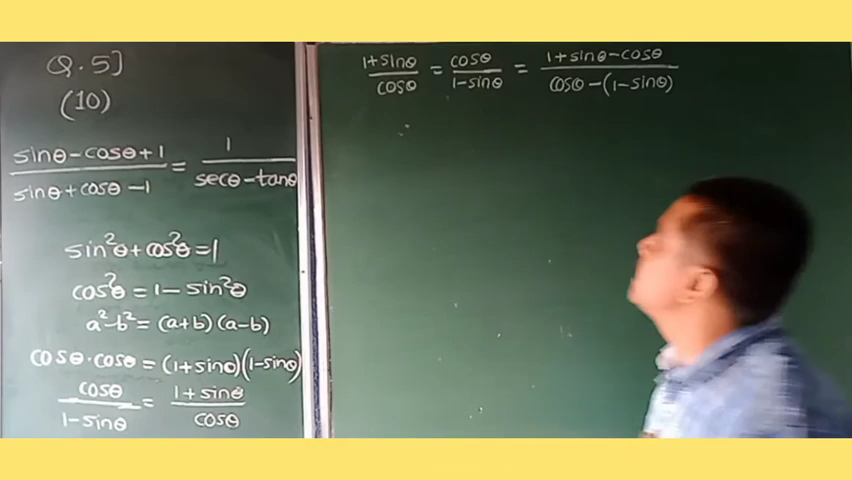 Q.5]
(10)
sinθ-cosθ+1 / sinθ+cosθ-1 = 1 / secθ-tanθ
sin²θ+cos²θ=1
cos²θ=1-sin²θ
a²-b²=(a+b)(a-b)
cosθ·cosθ=(1+sinθ)(1-sinθ)
cosθ / 1-sinθ = 1+sinθ / cosθ
1+sinθ / cosθ = cosθ / 1-sinθ = 1+sinθ-cosθ / cosθ-(1-sinθ)